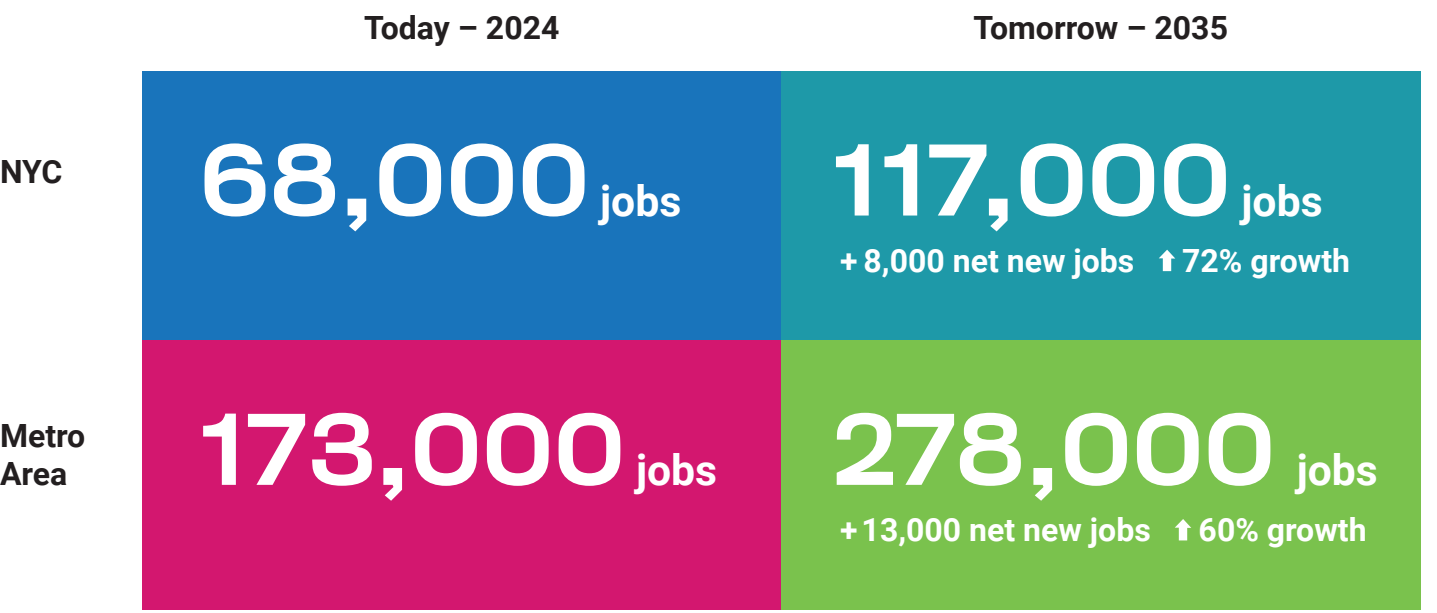 Today – 2024
Tomorrow – 2035
NYC
68,000 jobs
117,000 jobs
+ 8,000 net new jobs ⬆ 72% growth
Metro
Area
173,000 jobs
278,000 jobs
+ 13,000 net new jobs ⬆ 60% growth